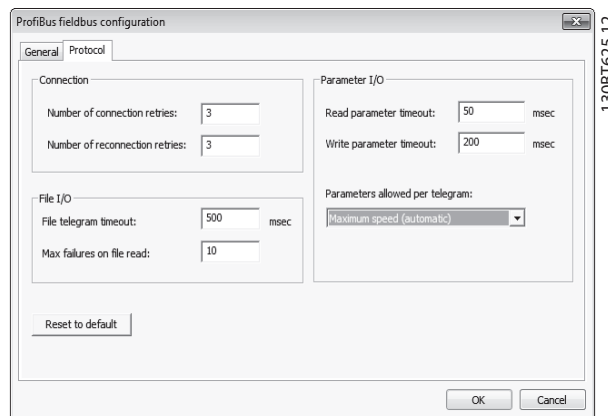 ProfiBus fieldbus configuration
General Protocol
Connection
Number of connection retries: 3
Number of reconnection retries: 3
File I/O
File telegram timeout: 500 msec
Max failures on file read: 10
Reset to default
Parameter I/O
Read parameter timeout: 50 msec
Write parameter timeout: 200 msec
Parameters allowed per telegram:
Maximum speed (automatic)
OK Cancel
130BT625.12